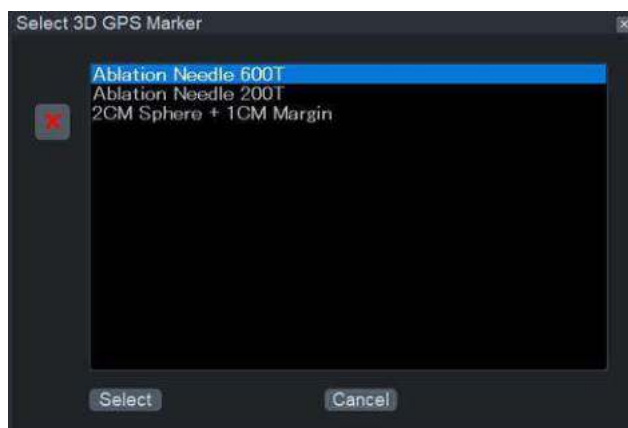 Select 3D GPS Marker
Ablation Needle 600T
Ablation Needle 200T
2CM Sphere + 1CM Margin
Select
Cancel